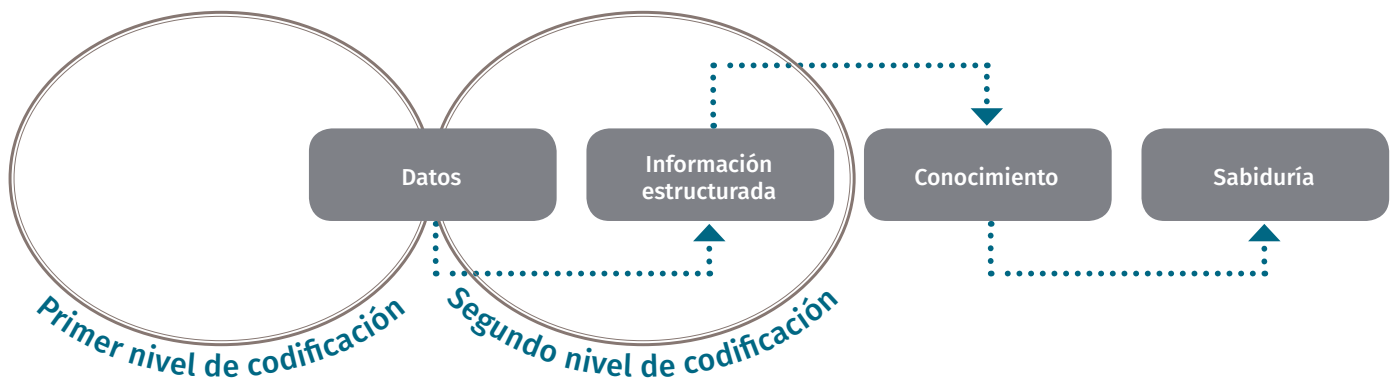 Datos
Información
estructurada
Conocimiento
Sabiduría
Primer nivel de codificación
Segundo nivel de codificación